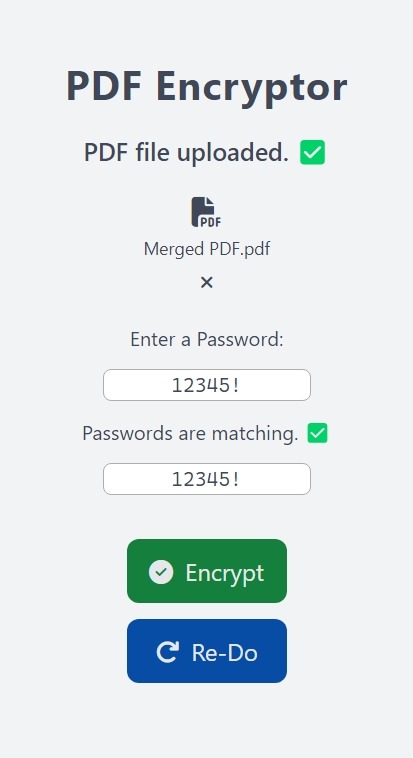 PDF Encryptor
PDF file uploaded. ✅
PDF
Merged PDF.pdf
×
Enter a Password:
12345!
Passwords are matching. ✅
12345!
Encrypt
Re-Do